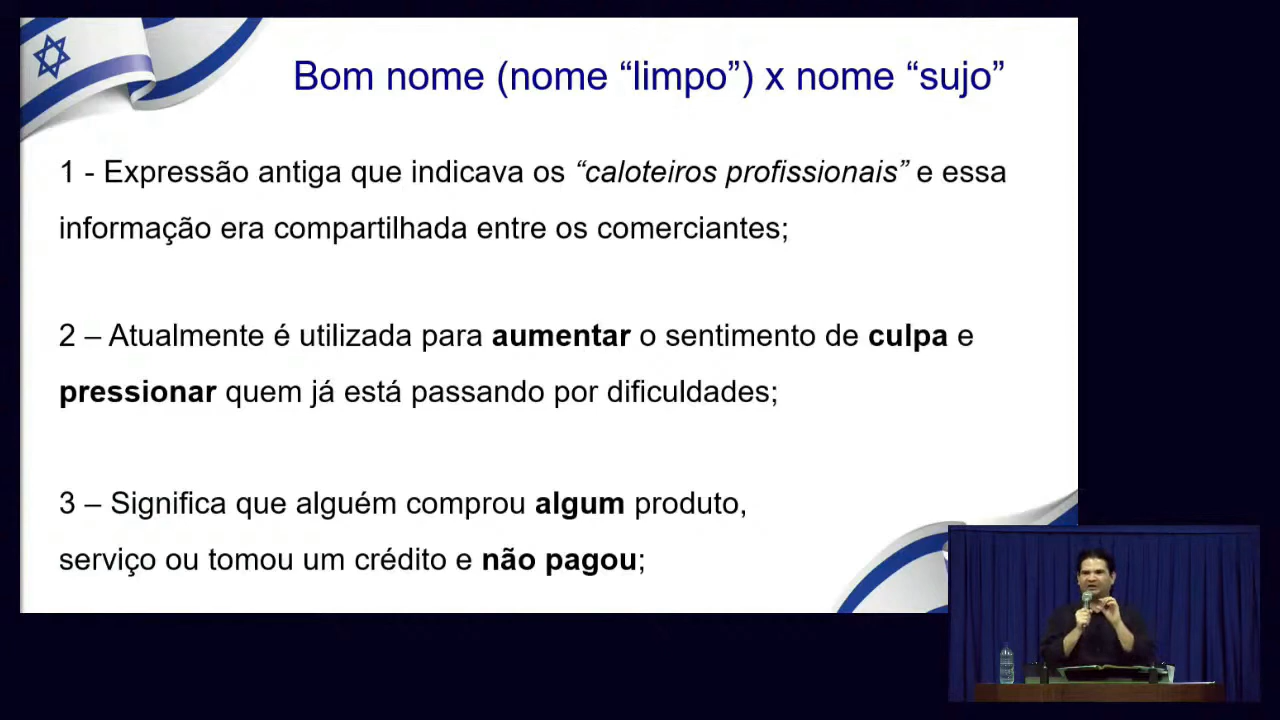 Bom nome (nome “limpo”) x nome “sujo”
1 - Expressão antiga que indicava os “caloteiros profissionais” e essa
informação era compartilhada entre os comerciantes;
2 – Atualmente é utilizada para aumentar o sentimento de culpa e
pressionar quem já está passando por dificuldades;
3 – Significa que alguém comprou algum produto,
serviço ou tomou um crédito e não pagou;